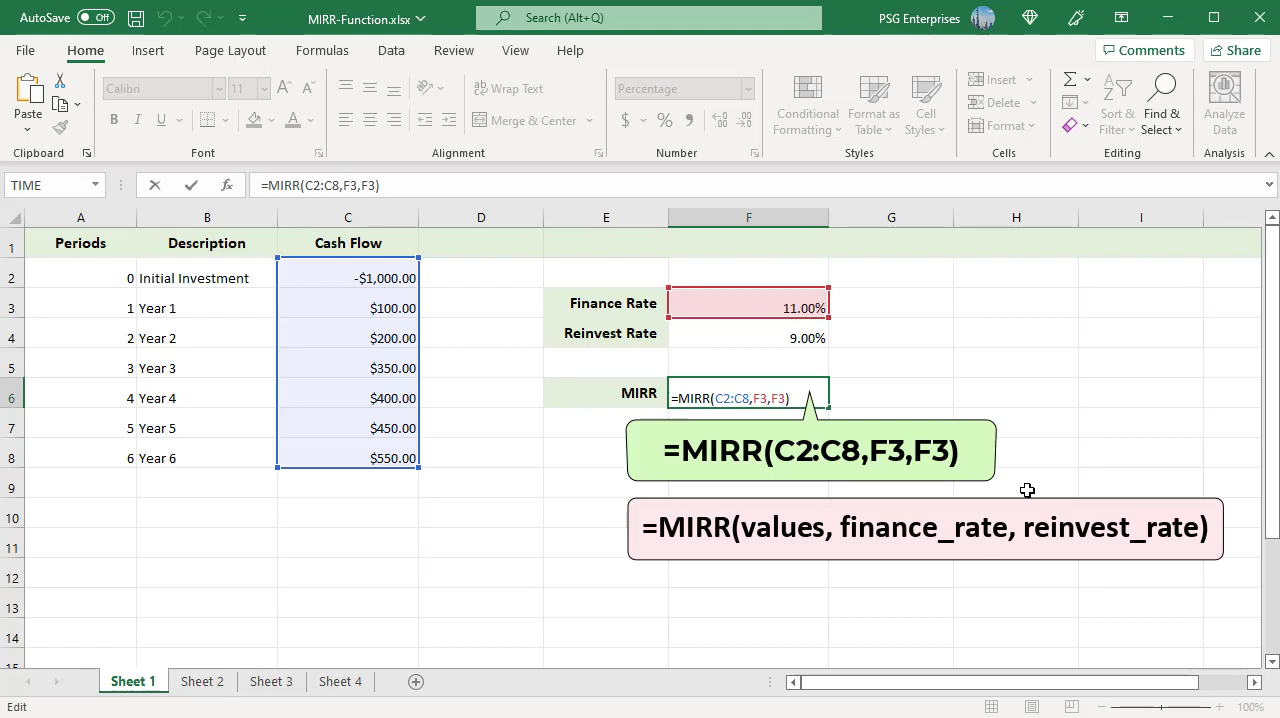 AutoSave Off MIRR-Function.xlsx Search (Alt+Q) PSG Enterprises
File Home Insert Page Layout Formulas Data Review View Help Comments Share
Paste Calibri 11 Wrap Text Percentage Conditional Formatting Format as Table Cell Styles Insert Sort & Filter Find & Select Analyze Data
B I U Merge & Center $ % Delete
Format
Clipboard Font Alignment Number Styles Cells Editing Analysis
TIME fx =MIRR(C2:C8,F3,F3)
A B C D E F G H I
1 Periods Description Cash Flow
2 0 Initial Investment -$1,000.00
3 1 Year 1 $100.00 Finance Rate 11.00%
4 2 Year 2 $200.00 Reinvest Rate 9.00%
5 3 Year 3 $350.00
6 4 Year 4 $400.00 MIRR =MIRR(C2:C8,F3,F3)
7 5 Year 5 $450.00 =MIRR(C2:C8,F3,F3)
8 6 Year 6 $550.00
9
10 =MIRR(values, finance_rate, reinvest_rate)
11
12
13
14
15
Sheet 1 Sheet 2 Sheet 3 Sheet 4
Edit 100%